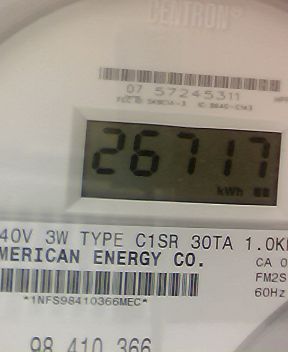 CENTRON®
07 57245311
26717
kWh
40V 3W TYPE C1SR 30TA 1.0K
MERICAN ENERGY CO.
CA 0
FM2S
60Hz
*1NFS98410366MEC*
98 410 366